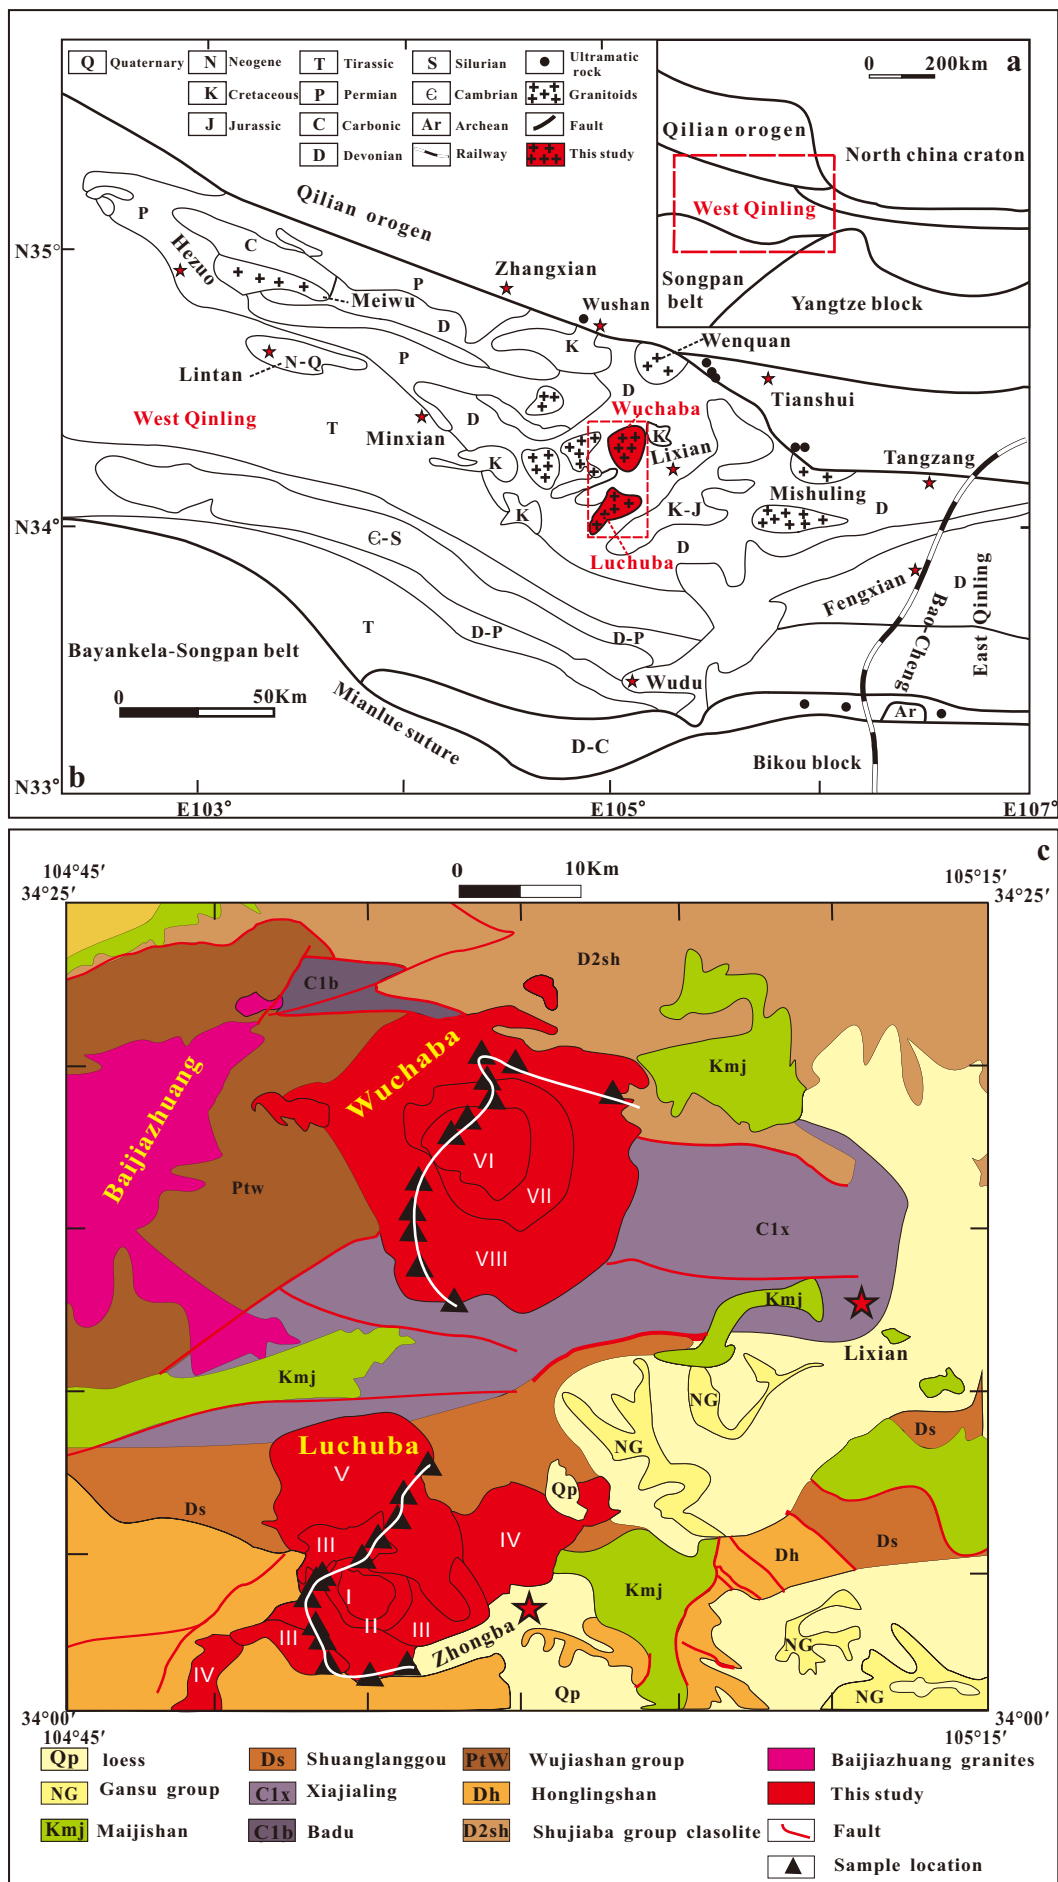 Q Quaternary N Neogene T Tirassic S Silurian Ultramatic rock
K Cretaceous P Permian Є Cambrian Granitoids
J Jurassic C Carbonic Ar Archean Fault
D Devonian Railway This study
0 200km a
Qilian orogen
North china craton
West Qinling
Songpan belt
Yangtze block
N35°
N34°
N33°
Qilian orogen
P
Hezuo
C
Zhangxian
P
Meiwu
Wushan
D
K
Wenquan
P
N-Q
Lintan
D
Tianshui
West Qinling
T
D
Minxian
Wuchaba
K
Lixian
K
Tangzang
Mishuling
K
K-J
D
Є-S
D
Luchuba
Fengxian
D
East Qinling
T
D-P
D-P
Bao-Cheng
Bayankela-Songpan belt
Wudu
0 50Km
Mianlue suture
Ar
D-C
Bikou block
b
E103° E105° E107°
c
104°45′ 0 10Km 105°15′
34°25′ 34°25′
D2sh
C1b
Wuchaba
Kmj
Baijiazhuang
VI
Ptw
VII
C1x
VIII
Kmj
Lixian
Kmj
NG
Ds
Luchuba
NG
V
Qp
Ds
III
IV
Ds
Dh
I
Kmj
II
III
III
Zhongba
NG
IV
Qp
NG
34°00′ 34°00′
104°45′ 105°15′
Qp loess Ds Shuanglanggou PtW Wujiashan group Baijiazhuang granites
NG Gansu group C1x Xiajialing Dh Honglingshan This study
Kmj Maijishan C1b Badu D2sh Shujiaba group clasolite Fault
Sample location